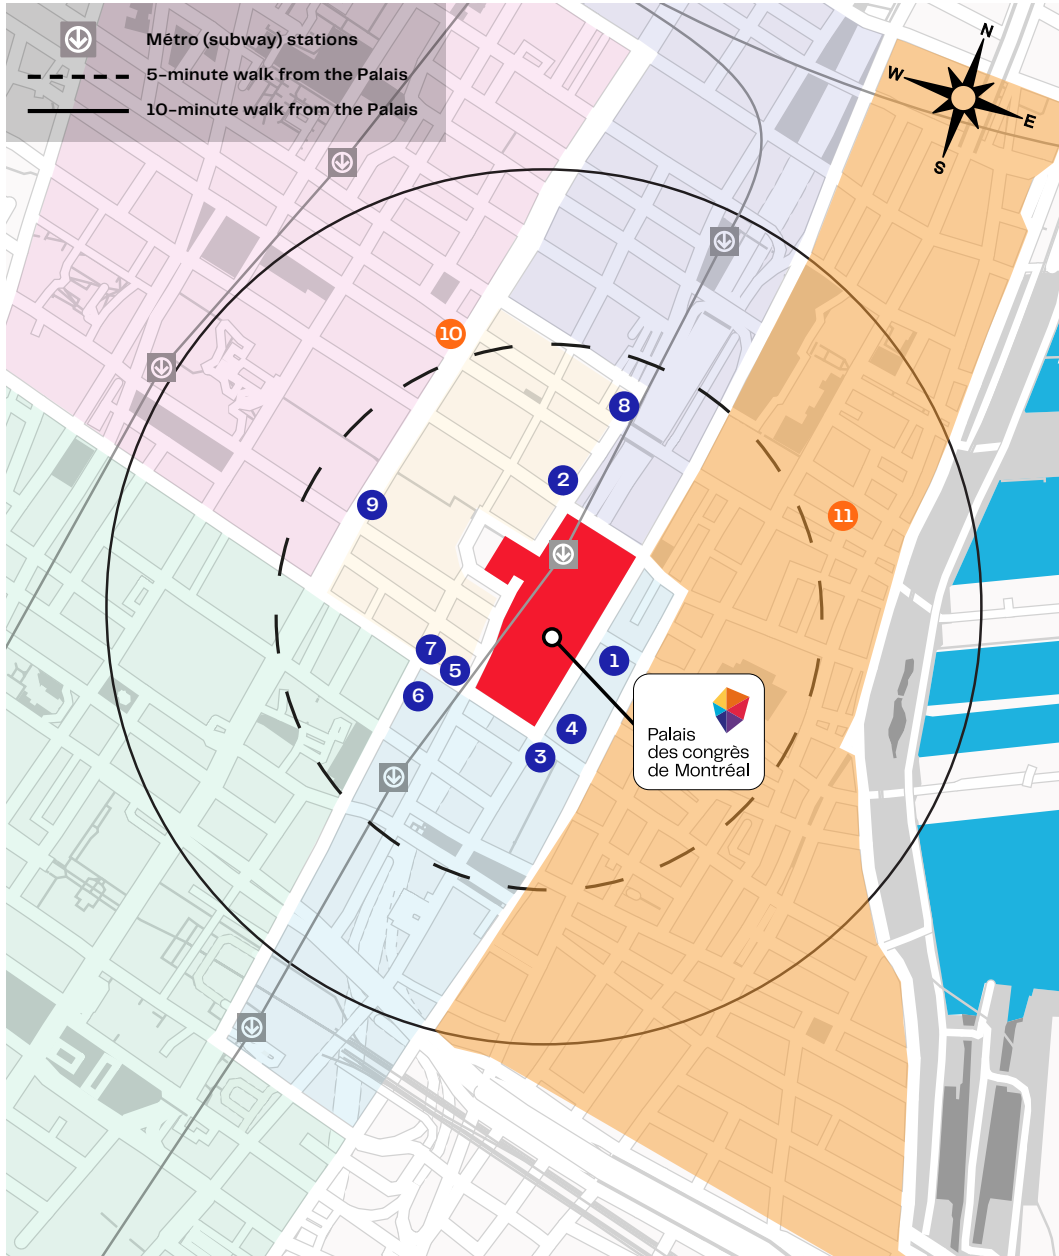 Métro (subway) stations
5-minute walk from the Palais
10-minute walk from the Palais
N
W
E
S
10
8
2
9
11
7
5
1
6
4
3
Palais
des congrès
de Montréal